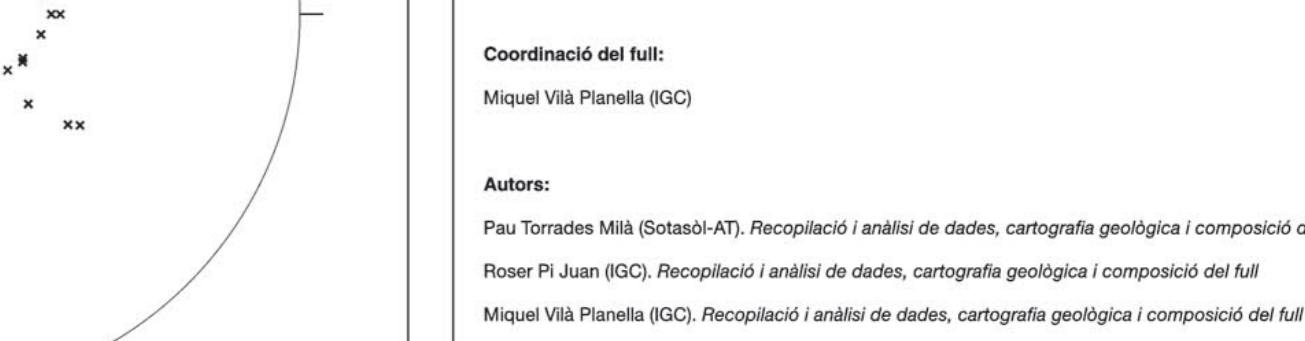 Coordinació del full:
Miquel Vilà Planella (IGC)
Autors:
Pau Torrades Milà (Sotasòl-AT). Recopilació i anàlisi de dades, cartografia geològica i composició
Roser Pi Juan (IGC). Recopilació i anàlisi de dades, cartografia geològica i composició del full
Miquel Vilà Planella (IGC). Recopilació i anàlisi de dades, cartografia geològica i composició del full